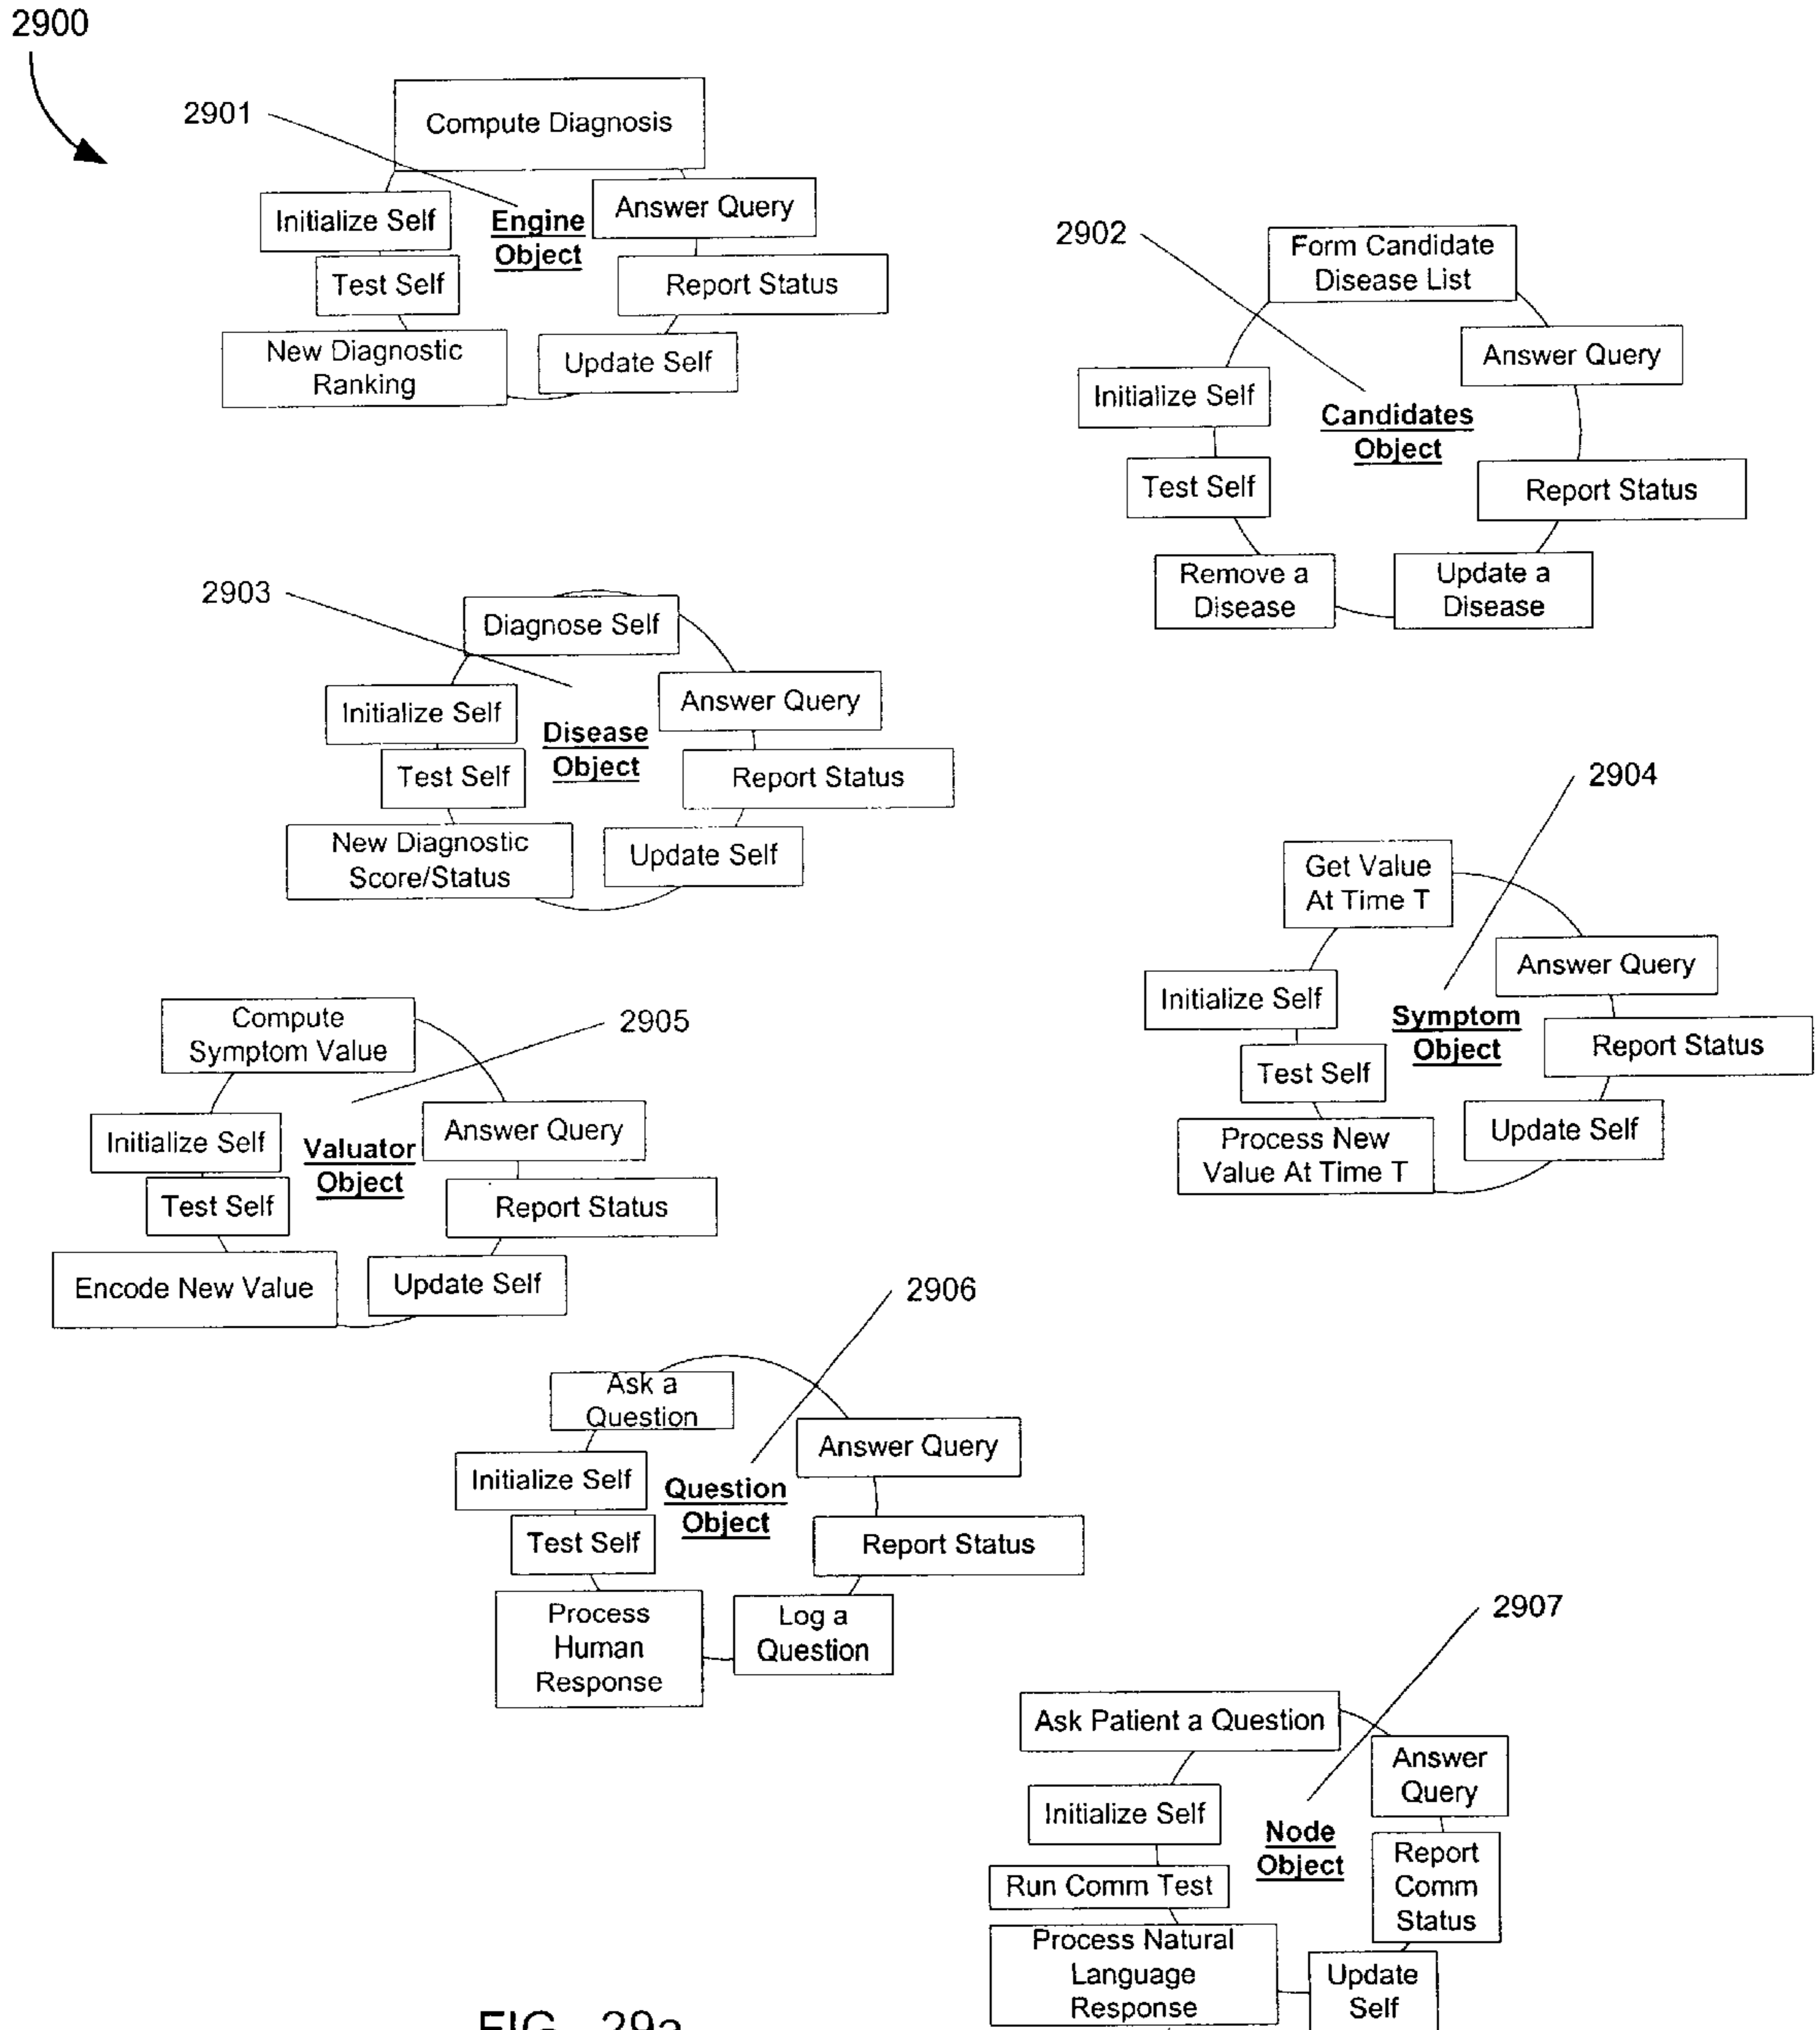 2900
2901
Compute Diagnosis
Initialize Self
Engine
Object
Answer Query
Test Self
Report Status
New Diagnostic
Ranking
Update Self
2902
Form Candidate
Disease List
Answer Query
Initialize Self
Candidates
Object
Test Self
Report Status
Remove a
Disease
Update a
Disease
2903
Diagnose Self
Initialize Self
Answer Query
Disease
Object
Test Self
Report Status
New Diagnostic
Score/Status
Update Self
2904
Get Value
At Time T
Answer Query
Initialize Self
Symptom
Object
Report Status
Test Self
Process New
Value At Time T
Update Self
2905
Compute
Symptom Value
Initialize Self
Valuator
Object
Answer Query
Test Self
Report Status
Encode New Value
Update Self
2906
Ask a
Question
Answer Query
Initialize Self
Question
Object
Test Self
Report Status
Process
Human
Response
Log a
Question
2907
Ask Patient a Question
Answer
Query
Initialize Self
Node
Object
Report
Comm
Status
Run Comm Test
Process Natural
Language
Response
Update
Self
FIG. 29a